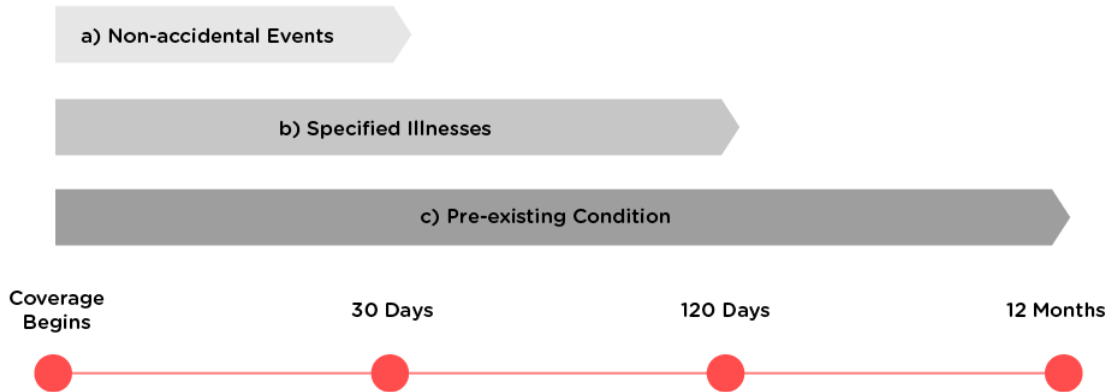 a) Non-accidental Events
b) Specified Illnesses
c) Pre-existing Condition
Coverage
Begins
30 Days
120 Days
12 Months